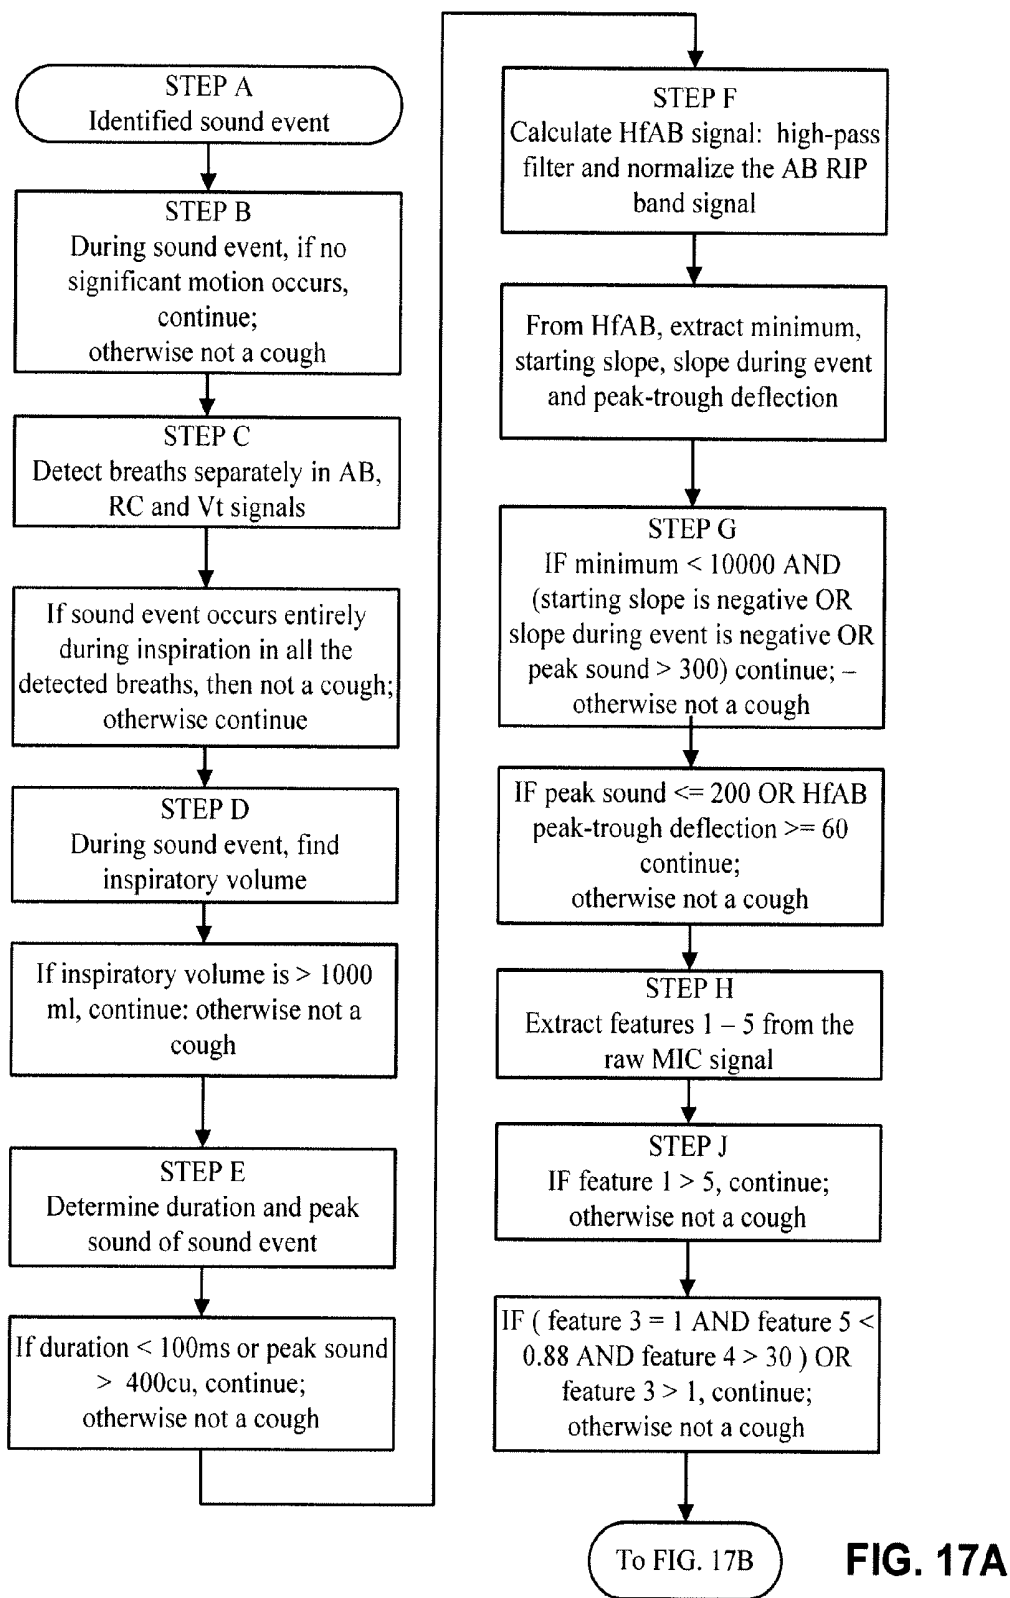 STEP A
Identified sound event
STEP B
During sound event, if no
significant motion occurs,
continue;
otherwise not a cough
STEP C
Detect breaths separately in AB,
RC and Vt signals
If sound event occurs entirely
during inspiration in all the
detected breaths, then not a cough;
otherwise continue
STEP D
During sound event, find
inspiratory volume
If inspiratory volume is > 1000
ml, continue: otherwise not a
cough
STEP E
Determine duration and peak
sound of sound event
If duration < 100ms or peak sound
> 400cu, continue;
otherwise not a cough
STEP F
Calculate HfAB signal: high-pass
filter and normalize the AB RIP
band signal
From HfAB, extract minimum,
starting slope, slope during event
and peak-trough deflection
STEP G
IF minimum < 10000 AND
(starting slope is negative OR
slope during event is negative OR
peak sound > 300) continue; –
otherwise not a cough
IF peak sound <= 200 OR HfAB
peak-trough deflection >= 60
continue;
otherwise not a cough
STEP H
Extract features 1 – 5 from the
raw MIC signal
STEP J
IF feature 1 > 5, continue;
otherwise not a cough
IF ( feature 3 = 1 AND feature 5 <
0.88 AND feature 4 > 30 ) OR
feature 3 > 1, continue;
otherwise not a cough
To FIG. 17B
FIG. 17A